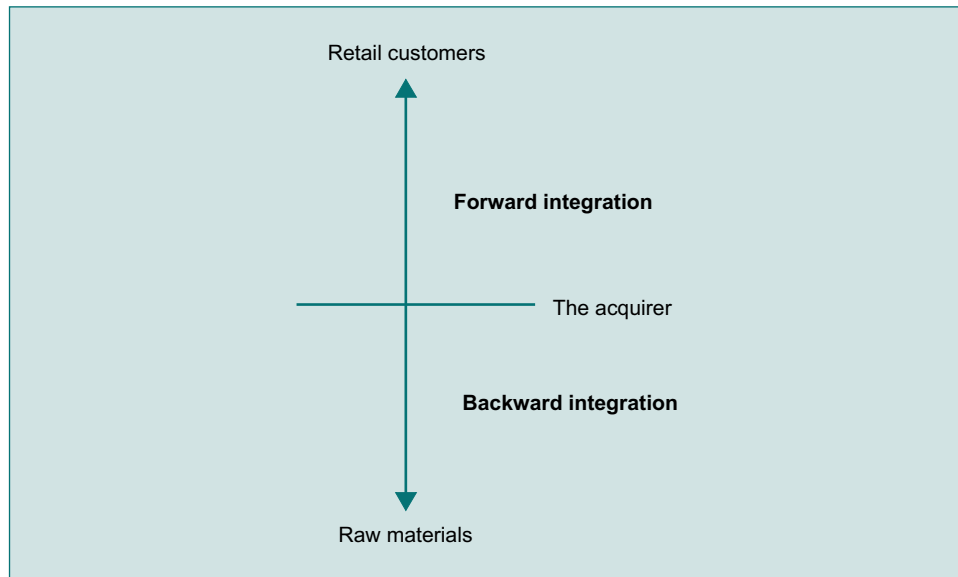 Retail customers
Forward integration
The acquirer
Backward integration
Raw materials